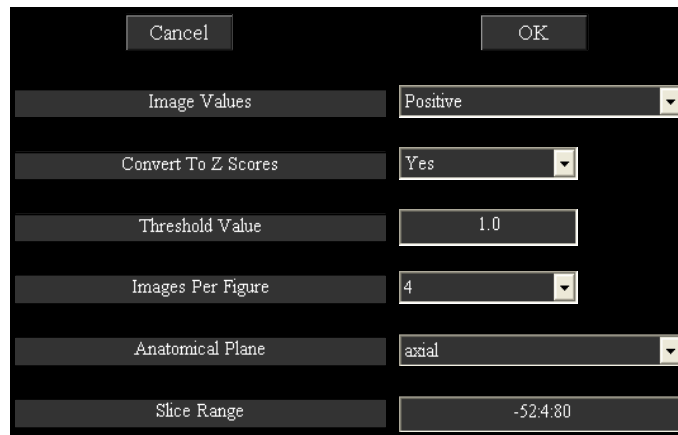 Cancel OK
Image Values Positive
Convert To Z Scores Yes
Threshold Value 1.0
Images Per Figure 4
Anatomical Plane axial
Slice Range -52:4:80